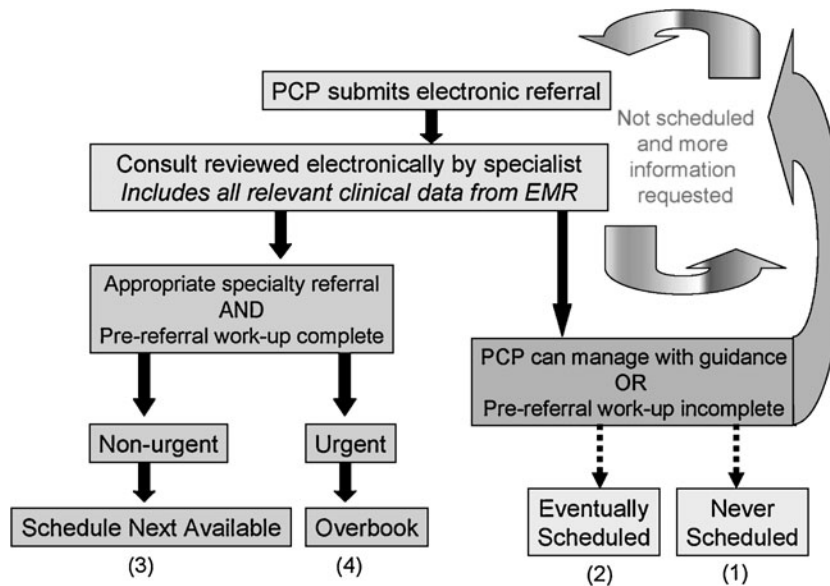 PCP submits electronic referral
Not scheduled
and more
information
requested
Consult reviewed electronically by specialist
Includes all relevant clinical data from EMR
Appropriate specialty referral
AND
Pre-referral work-up complete
PCP can manage with guidance
OR
Pre-referral work-up incomplete
Non-urgent
Urgent
Schedule Next Available
Overbook
Eventually
Scheduled
Never
Scheduled
(3)
(4)
(2)
(1)